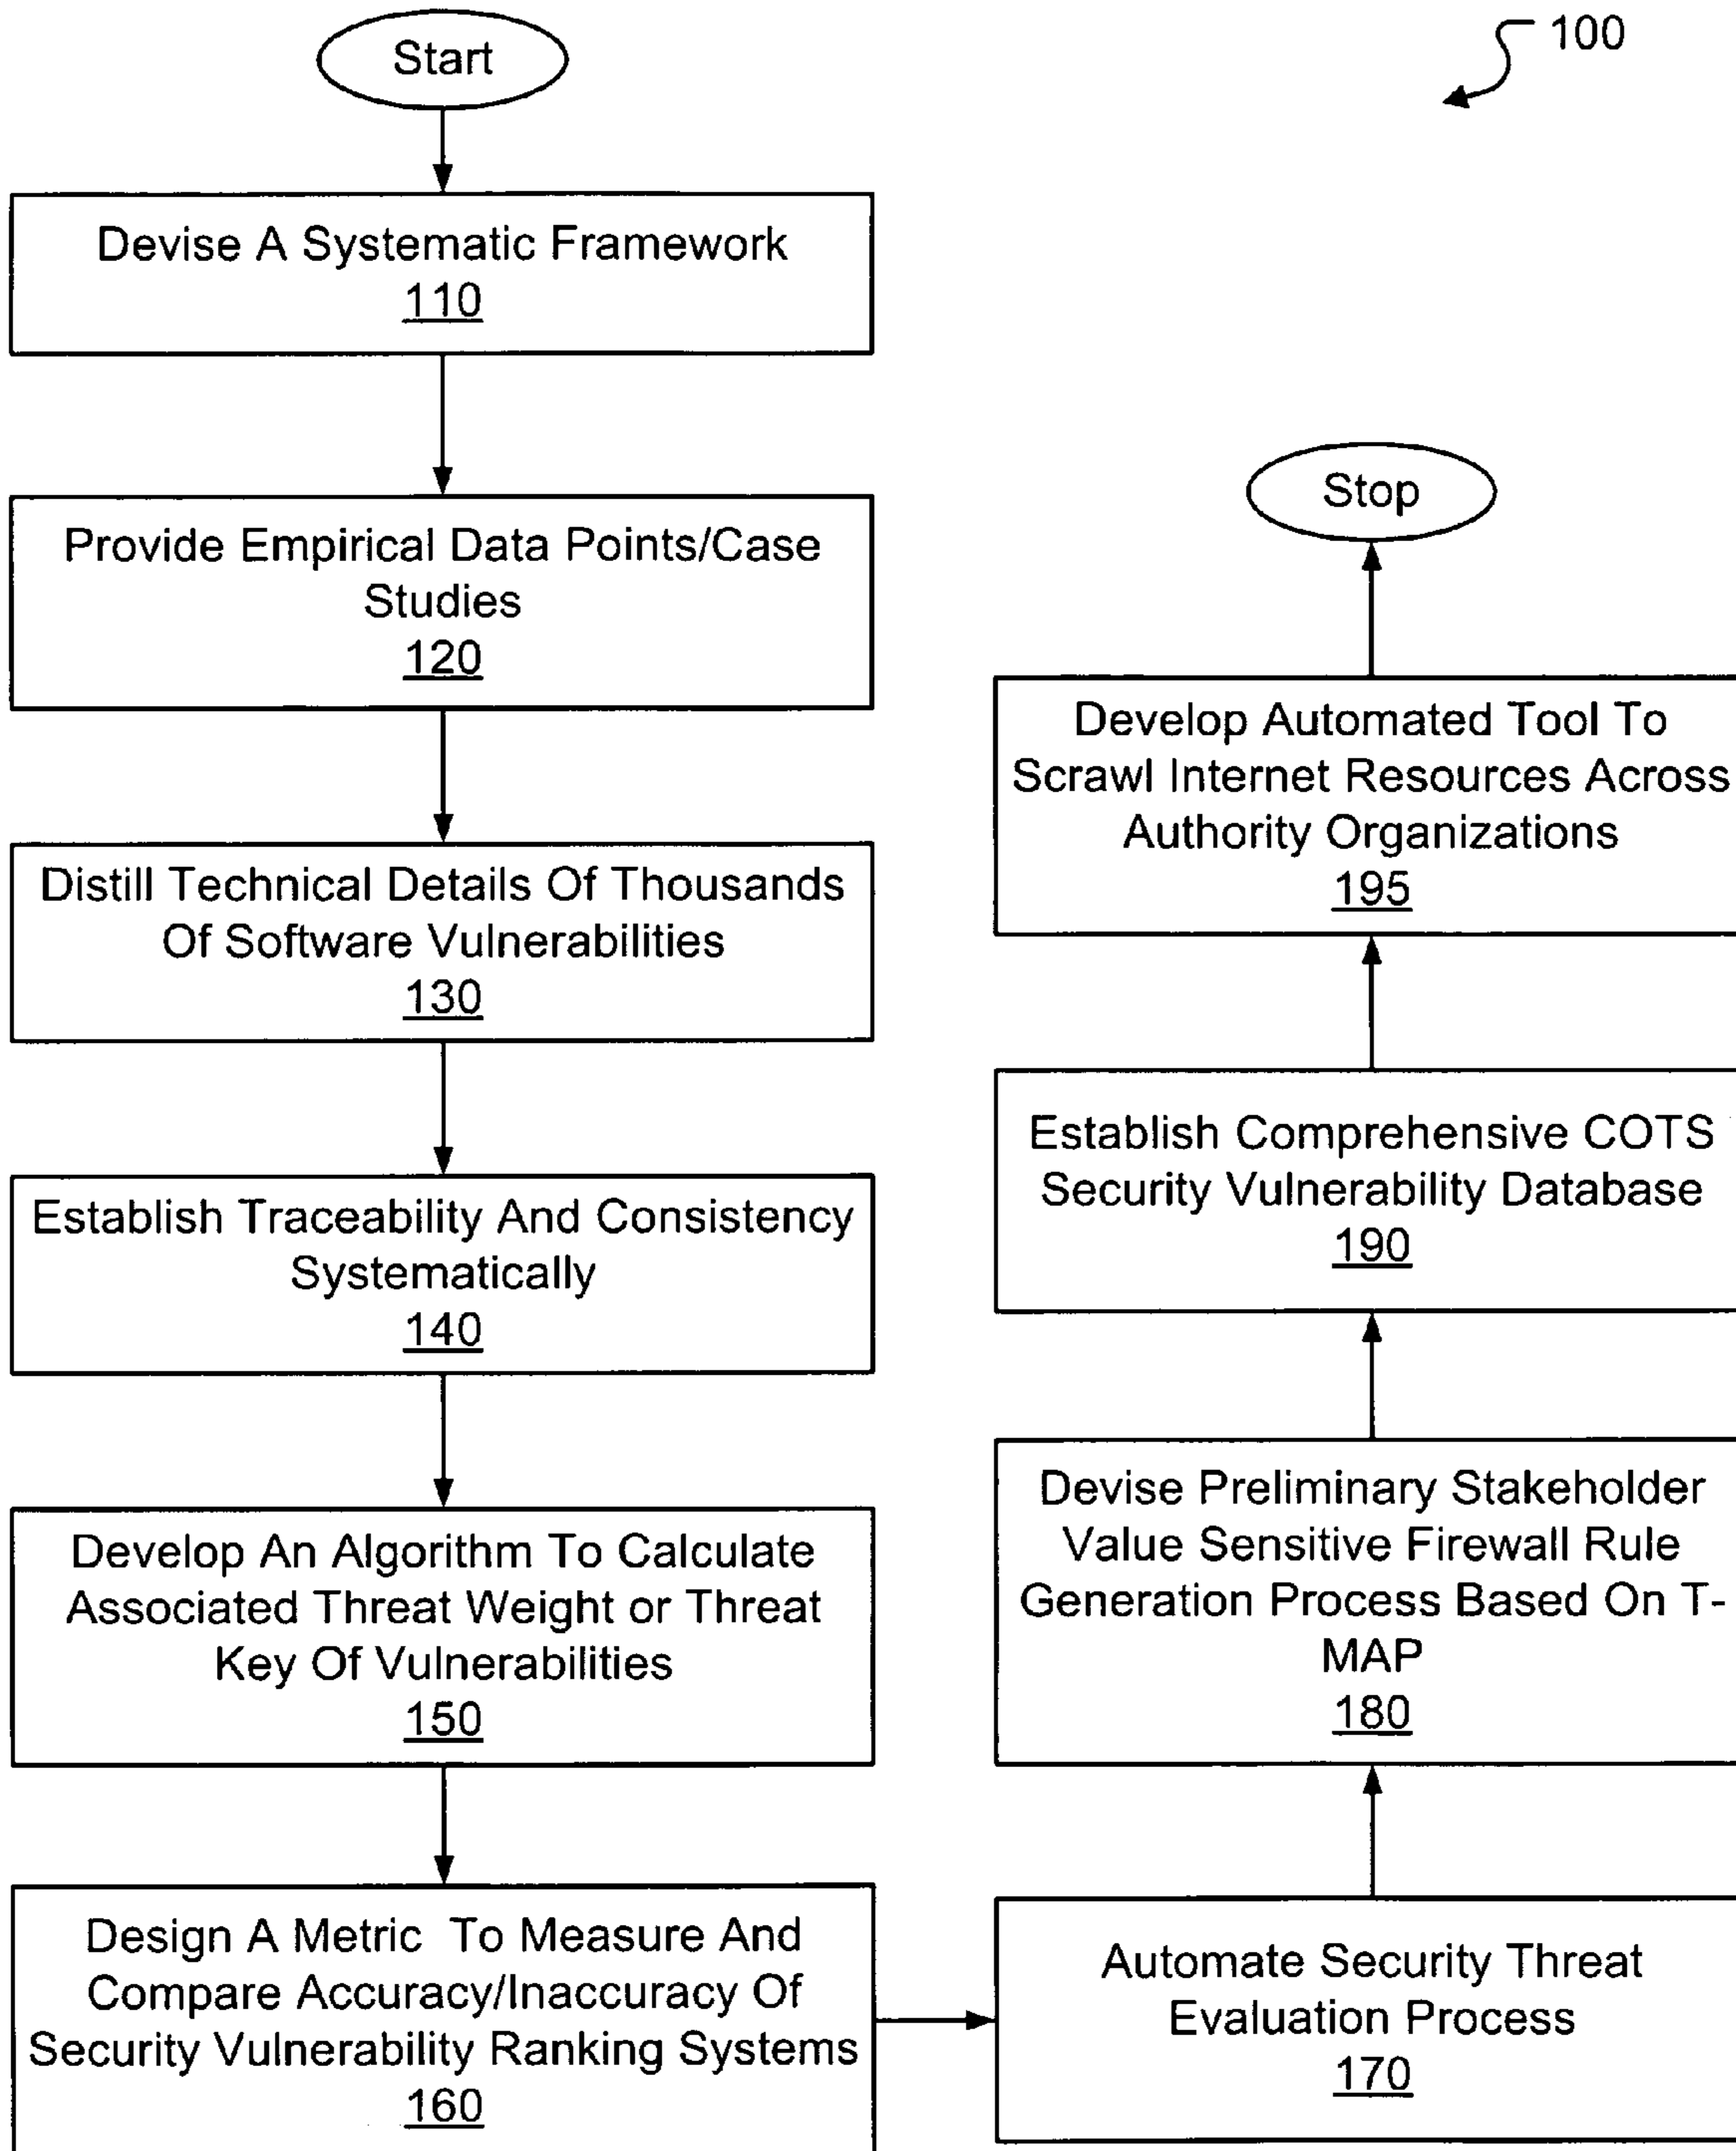 100
Start
Devise A Systematic Framework
110
Provide Empirical Data Points/Case
Studies
120
Distill Technical Details Of Thousands
Of Software Vulnerabilities
130
Establish Traceability And Consistency
Systematically
140
Develop An Algorithm To Calculate
Associated Threat Weight or Threat
Key Of Vulnerabilities
150
Design A Metric To Measure And
Compare Accuracy/Inaccuracy Of
Security Vulnerability Ranking Systems
160
Automate Security Threat
Evaluation Process
170
Devise Preliminary Stakeholder
Value Sensitive Firewall Rule
Generation Process Based On T-
MAP
180
Establish Comprehensive COTS
Security Vulnerability Database
190
Develop Automated Tool To
Scrawl Internet Resources Across
Authority Organizations
195
Stop